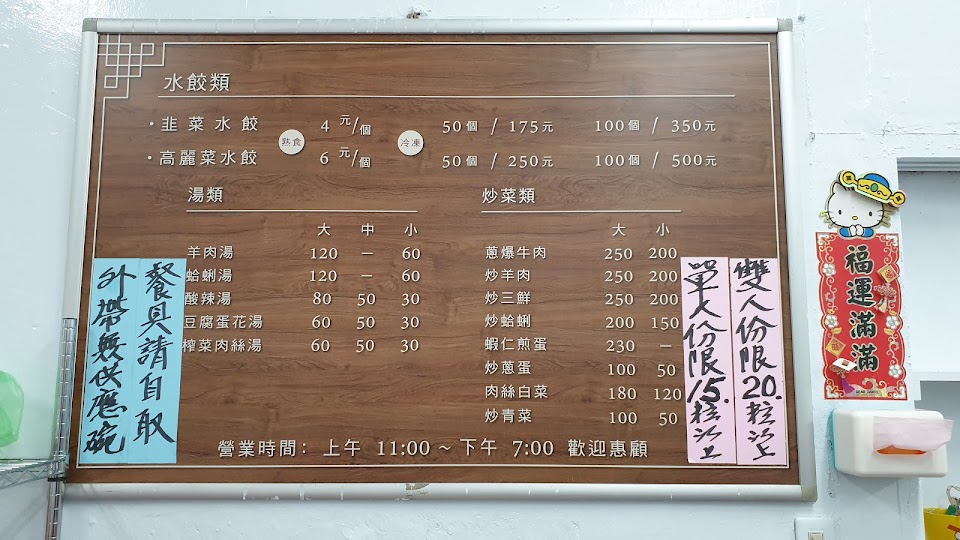 水餃類
・韭菜水餃 熟食 4元/個 冷凍 50個 / 175元 100個 / 350元
・高麗菜水餃 6元/個 50個 / 250元 100個 / 500元
湯類
大 中 小
羊肉湯 120 － 60
蛤蜊湯 120 － 60
酸辣湯 80 50 30
豆腐蛋花湯 60 50 30
榨菜肉絲湯 60 50 30
炒菜類
大 小
蔥爆牛肉 250 200
炒羊肉 250 200
炒三鮮 250 200
炒蛤蜊 200 150
蝦仁煎蛋 230 －
炒蔥蛋 100 50
肉絲白菜 180 120
炒青菜 100 50
營業時間： 上午 11:00 ~ 下午 7:00 歡迎惠顧
餐具請自取
外帶無供應碗
雙人份限20.粒以上
單人份限15.粒以上
福運滿滿